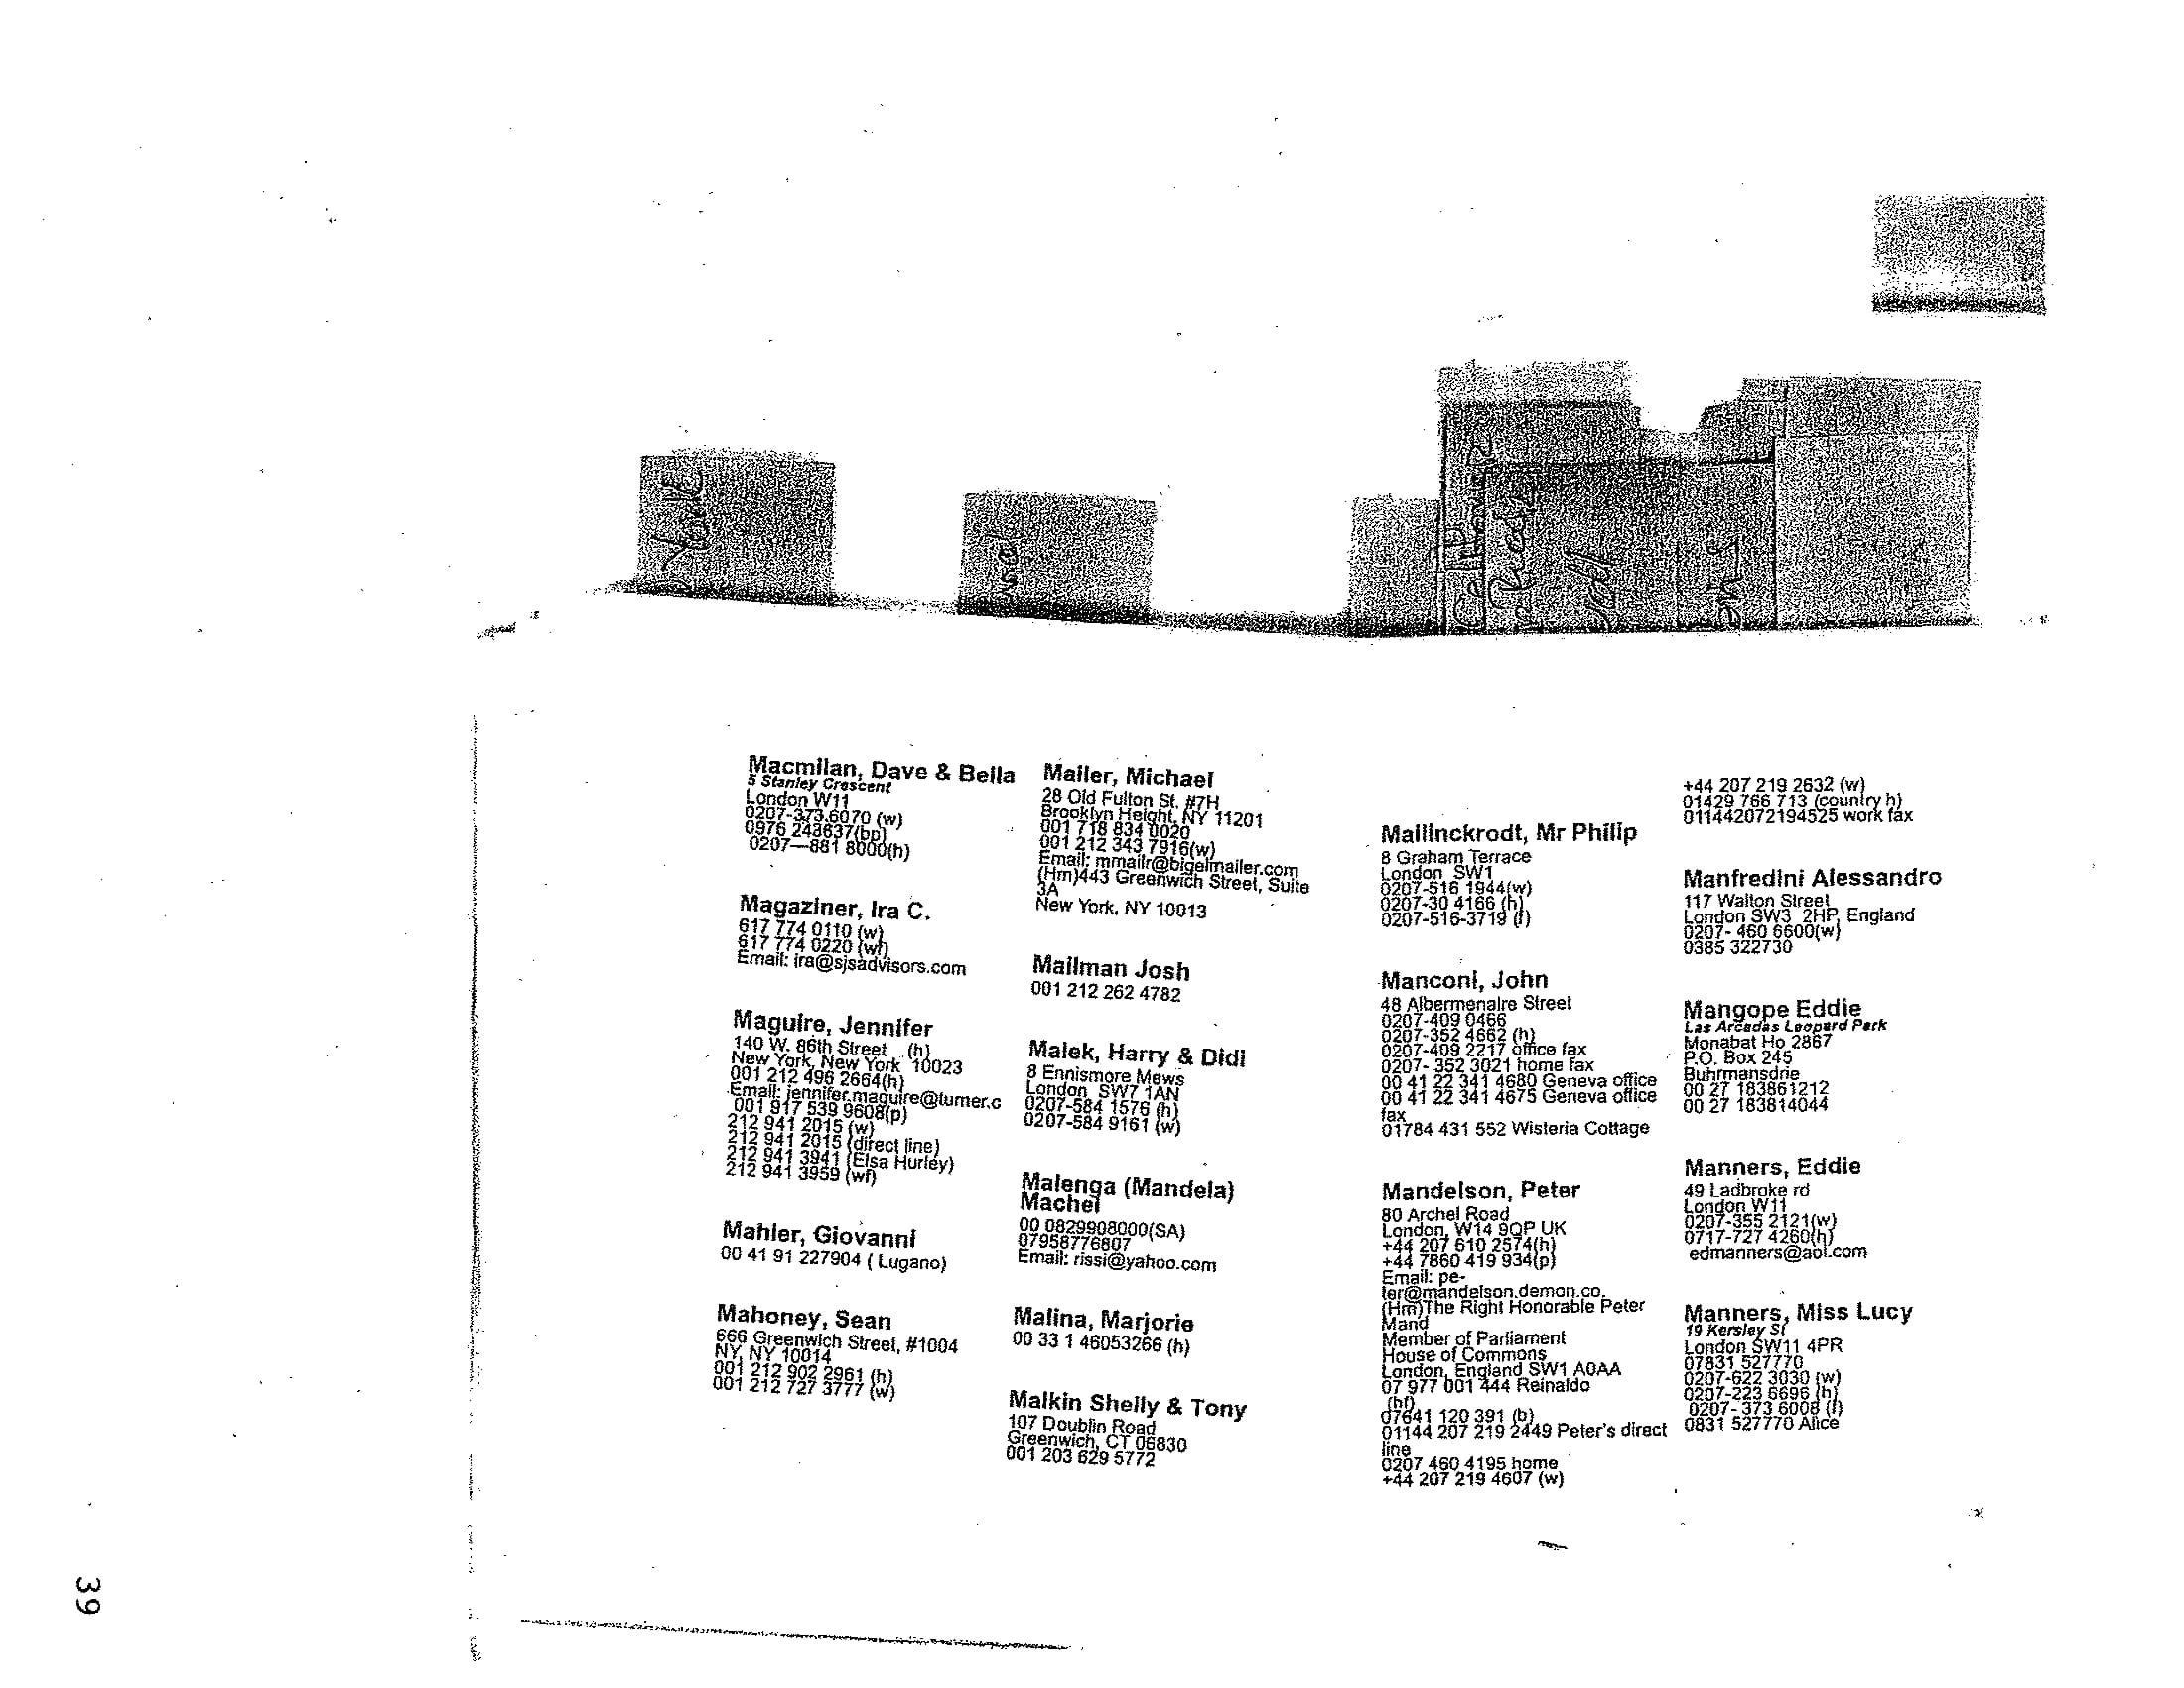 Macmilan, Dave & Bella
5 Stanley Crescent
London W11
0207-373.6070 (w)
0976 243637(bp)
0207—881 8000(h)
Magaziner, Ira C.
617 774 0110 (w)
617 774 0220 (wf)
Email: ira@sjsadvisors.com
Maguire, Jennifer
140 W. 86th Street (h)
New York, New York 10023
001 212 496 2664(h)
Email: jennifer.maguire@turner.c
001 917 539 9608(p)
212 941 2015 (w)
212 941 2015 (direct line)
212 941 3941 (Elsa Hurley)
212 941 3959 (wf)
Mahler, Giovanni
00 41 91 227904 ( Lugano)
Mahoney, Sean
666 Greenwich Street, #1004
NY, NY 10014
001 212 902 2961 (h)
001 212 727 3777 (w)
Mailer, Michael
28 Old Fulton St. #7H
Brooklyn Height, NY 11201
001 718 834 0020
001 212 343 7916(w)
Email: mmailr@bigelmailer.com
(Hm)443 Greenwich Street, Suite
3A
New York, NY 10013
Mailman Josh
001 212 262 4782
Malek, Harry & Didi
8 Ennismore Mews
London SW7 1AN
0207-584 1576 (h)
0207-584 9161 (w)
Malenga (Mandela)
Machel
00 0829908000(SA)
07958776807
Email: rissi@yahoo.com
Malina, Marjorie
00 33 1 46053266 (h)
Malkin Shelly & Tony
107 Doublin Road
Greenwich, CT 06830
001 203 629 5772
Mallinckrodt, Mr Philip
8 Graham Terrace
London SW1
0207-516 1944(w)
0207-30 4166 (h)
0207-516-3719 (f)
Manconi, John
48 Albermenalre Street
0207-409 0466
0207-352 4662 (h)
0207-409 2217 office fax
0207- 352 3021 home fax
00 41 22 341 4680 Geneva office
00 41 22 341 4675 Geneva office
fax
01784 431 552 Wisteria Cottage
Mandelson, Peter
80 Archel Road
London, W14 9QP UK
+44 207 610 2574(h)
+44 7860 419 934(p)
Email: pe-
ter@mandelson.demon.co.
(Hm)The Right Honorable Peter
Mand
Member of Parliament
House of Commons
London, England SW1 A0AA
07 977 001 444 Reinaldo
(hf)
07641 120 391 (b)
01144 207 219 2449 Peter's direct
line
0207 460 4195 home
+44 207 219 4607 (w)
+44 207 219 2632 (w)
01429 766 713 (country h)
011442072194525 work fax
Manfredini Alessandro
117 Walton Street
London SW3 2HP, England
0207- 460 6600(w)
0385 322730
Mangope Eddie
Las Arcadas Leopard Park
Monabat Ho 2867
P.O. Box 245
Buhrmansdrie
00 27 183861212
00 27 183814044
Manners, Eddie
49 Ladbroke rd
London W11
0207-355 2121(w)
0717-727 4260(h)
edmanners@aol.com
Manners, Miss Lucy
19 Kersley St
London SW11 4PR
07831 527770
0207-622 3030 (w)
0207-223 6696 (h)
0207- 373 6008 (f)
0831 527770 Alice
39